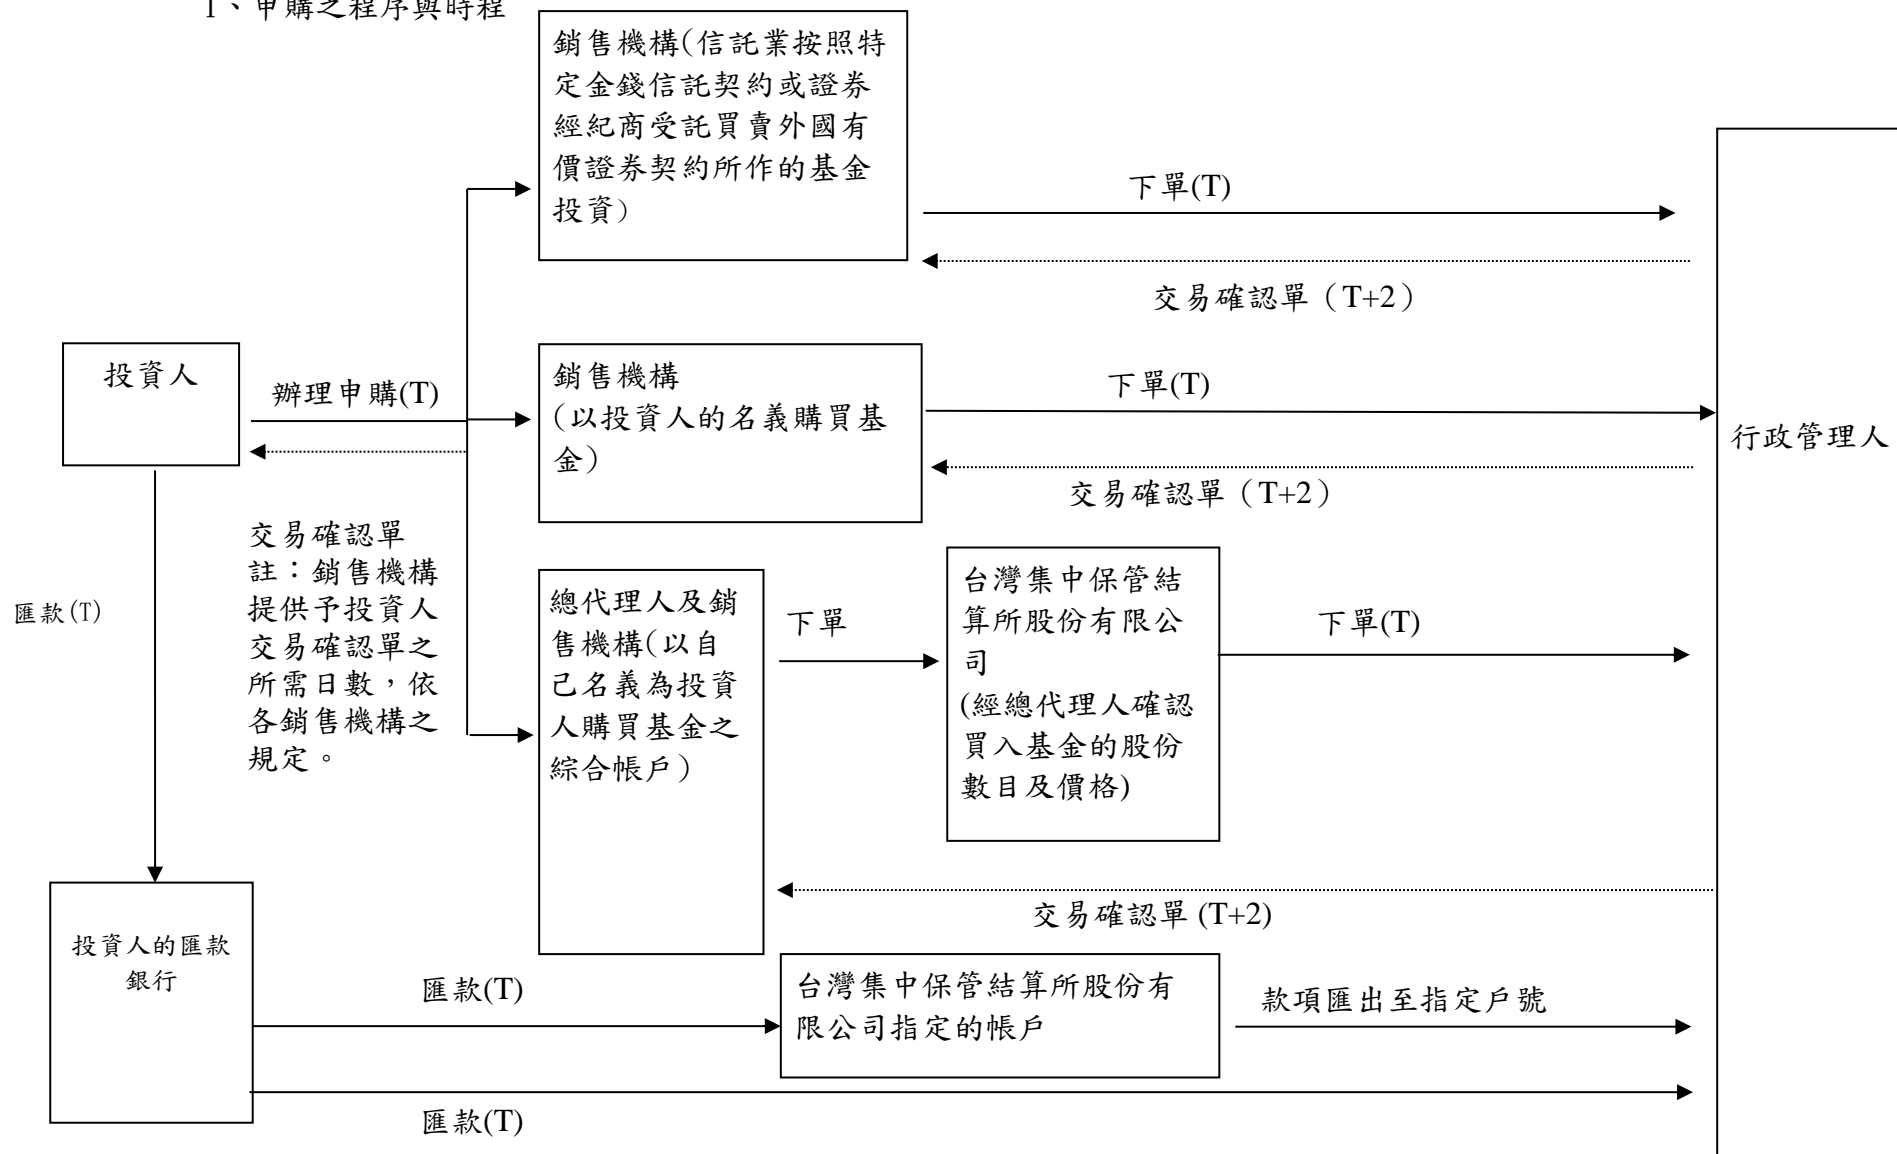 1、申購之程序與時程
銷售機構(信託業按照特
定金錢信託契約或證券
經紀商受託買賣外國有
價證券契約所作的基金
投資)
下單(T)
交易確認單（T+2）
投資人
辦理申購(T)
銷售機構
(以投資人的名義購買基
金)
下單(T)
交易確認單（T+2）
行政管理人
交易確認單
註：銷售機構
提供予投資人
交易確認單之
所需日數，依
各銷售機構之
規定。
匯款(T)
總代理人及銷
售機構(以自
己名義為投資
人購買基金之
綜合帳戶)
下單
台灣集中保管結
算所股份有限公
司
(經總代理人確認
買入基金的股份
數目及價格)
下單(T)
交易確認單 (T+2)
投資人的匯款
銀行
匯款(T)
台灣集中保管結算所股份有
限公司指定的帳戶
款項匯出至指定戶號
匯款(T)